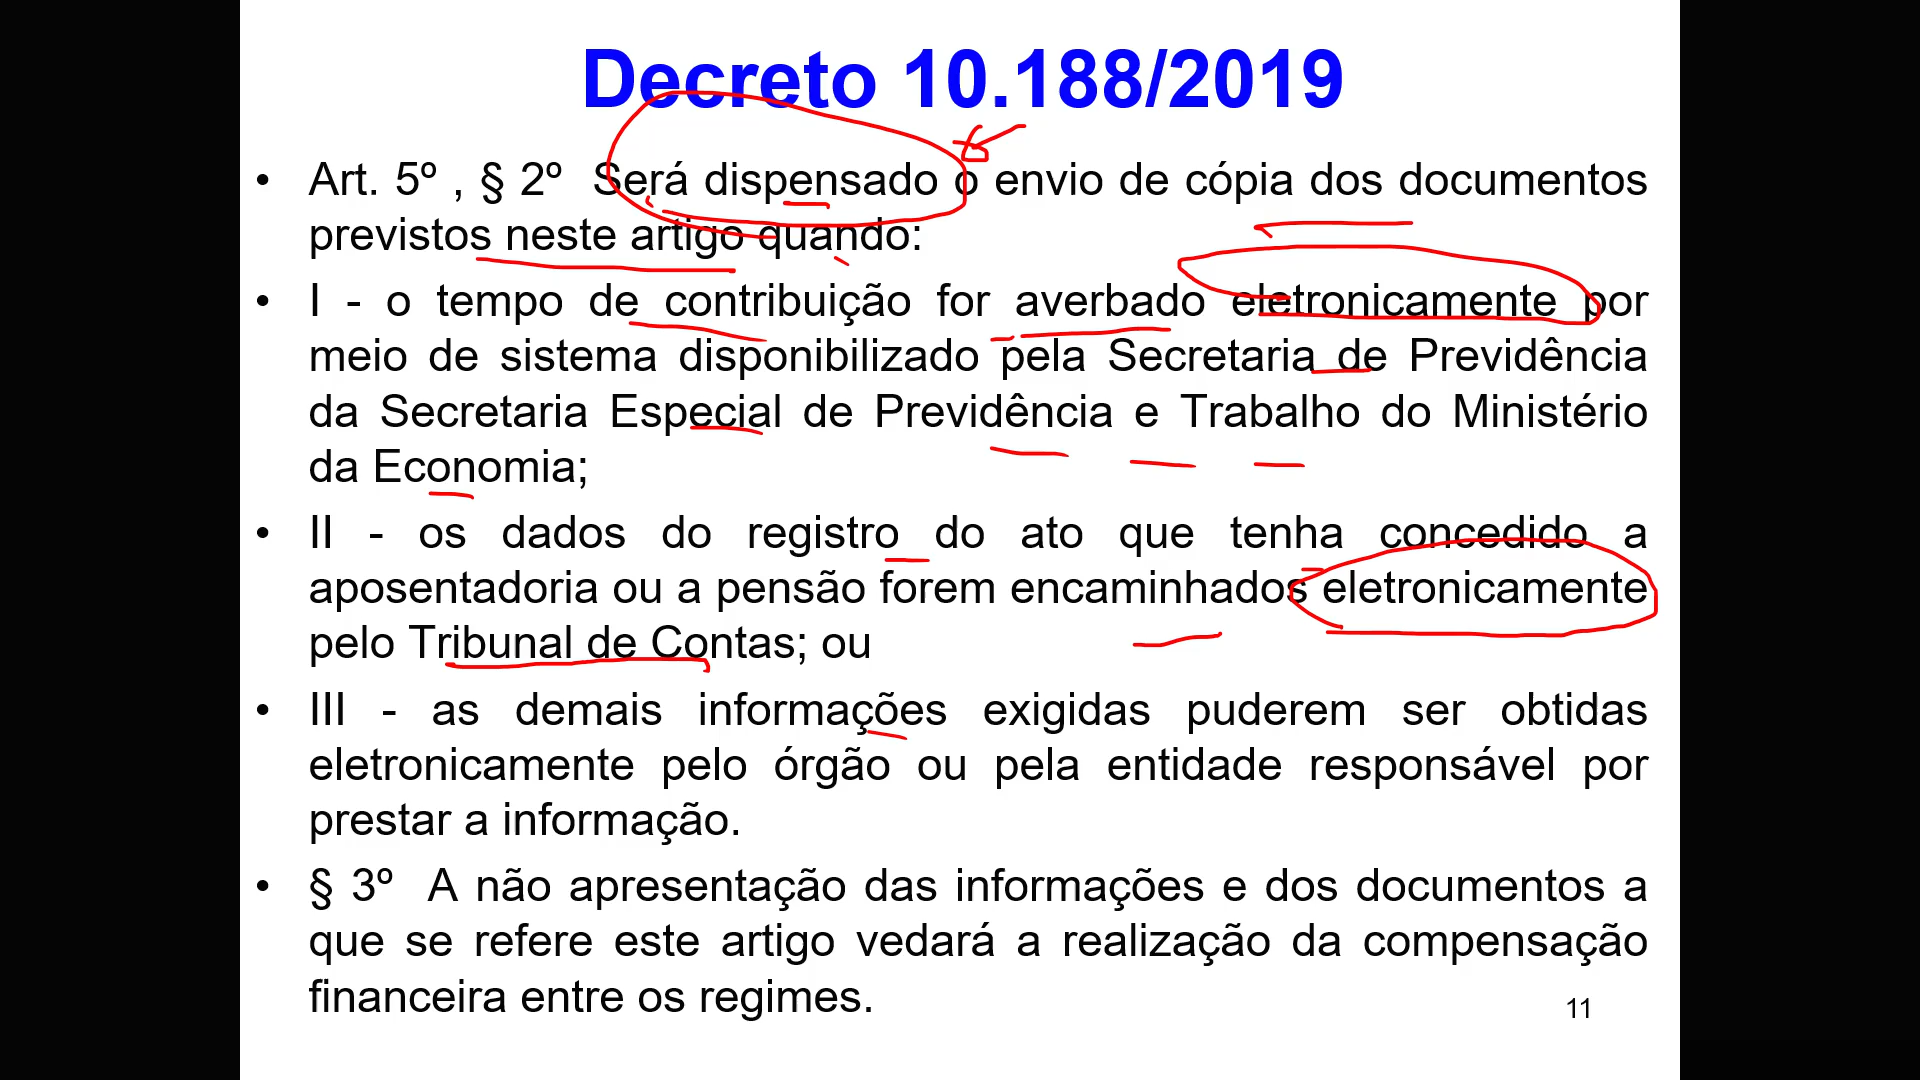 Decreto 10.188/2019
• Art. 5º , § 2º Será dispensado o envio de cópia dos documentos
previstos neste artigo quando:
• I - o tempo de contribuição for averbado eletronicamente por
meio de sistema disponibilizado pela Secretaria de Previdência
da Secretaria Especial de Previdência e Trabalho do Ministério
da Economia;
• II - os dados do registro do ato que tenha concedido a
aposentadoria ou a pensão forem encaminhados eletronicamente
pelo Tribunal de Contas; ou
• III - as demais informações exigidas puderem ser obtidas
eletronicamente pelo órgão ou pela entidade responsável por
prestar a informação.
• § 3º A não apresentação das informações e dos documentos a
que se refere este artigo vedará a realização da compensação
financeira entre os regimes.
11